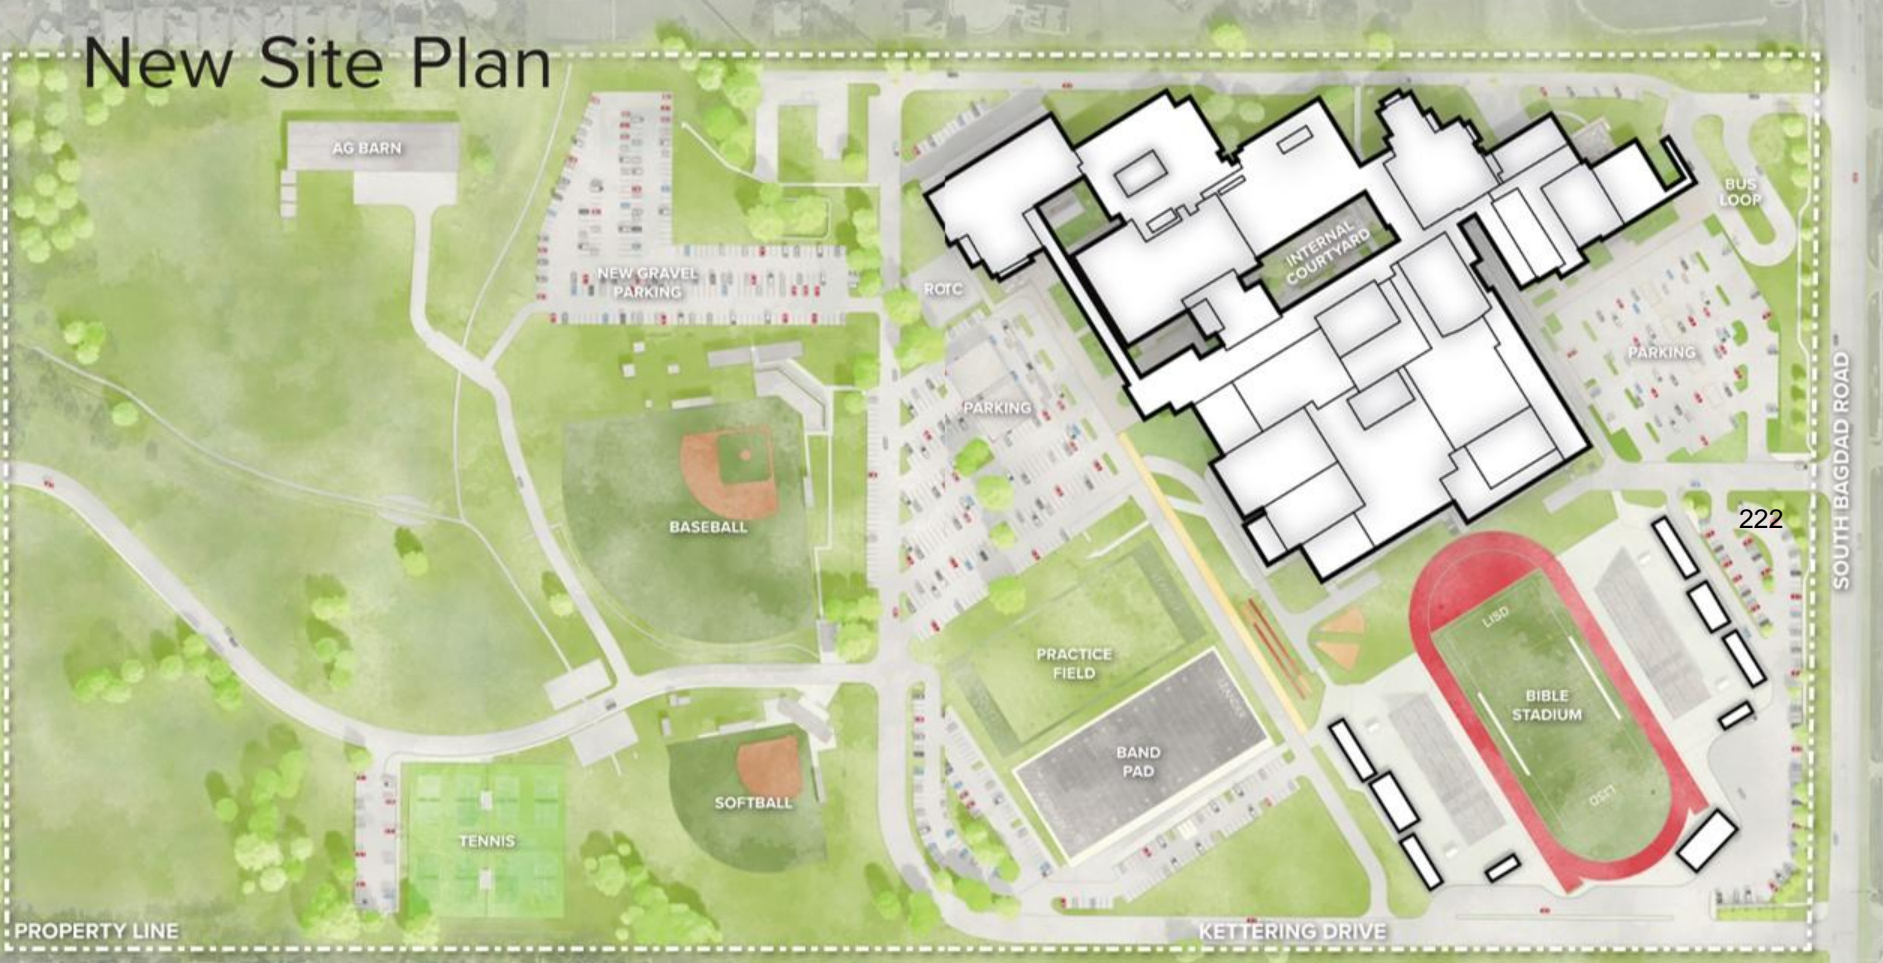 New Site Plan
AG BARN
BUS
LOOP
INTERNAL
COURTYARD
NEW GRAVEL
PARKING
ROTC
PARKING
PARKING
SOUTH BAGDAD ROAD
BASEBALL
222
LISD
PRACTICE
FIELD
LEANDER
BIBLE
STADIUM
BAND
PAD
SOFTBALL
LISD
TENNIS
PROPERTY LINE
KETTERING DRIVE